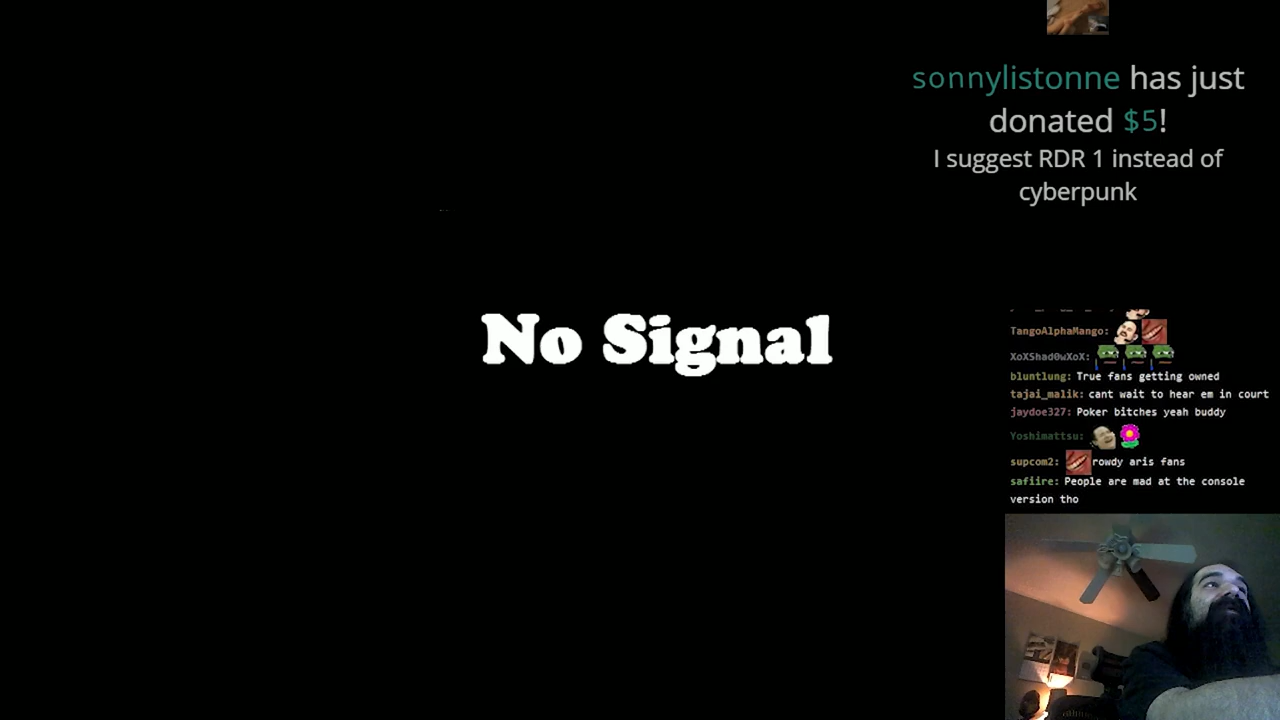 sonnylistonne has just
donated $5!
I suggest RDR 1 instead of
cyberpunk
No Signal
TangoAlphaMango:
XoXShad0wXoX:
bluntlung: True fans getting owned
tajai_malik: cant wait to hear em in court
jaydoe327: Poker bitches yeah buddy
Yoshimattsu:
supcom2: rowdy aris fans
safiire: People are mad at the console
version tho